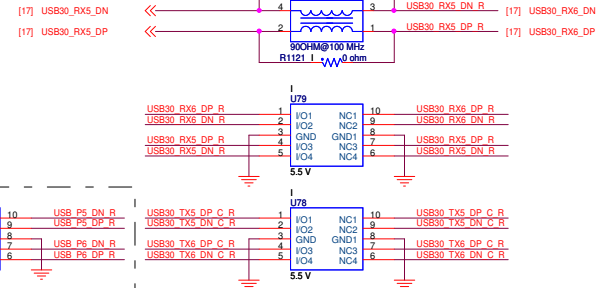 [17] USB30_RX5_DN 4 3 USB30_RX5_DN_R [17] USB30_RX6_DN
[17] USB30_RX5_DP 2 1 USB30_RX5_DP_R [17] USB30_RX6_DP
90OHM@100 MHz
R1121 I 0 ohm
I
U79
USB30_RX6_DP_R 1 I/O1 NC1 10 USB30_RX6_DP_R
USB30_RX6_DN_R 2 I/O2 NC2 9 USB30_RX6_DN_R
3 GND GND1 8
USB30_RX5_DP_R 4 I/O3 NC3 7 USB30_RX5_DP_R
USB30_RX5_DN_R 5 I/O4 NC4 6 USB30_RX5_DN_R
5.5 V
I
U78
10 USB_P5_DN_R USB30_TX5_DP_C_R 1 I/O1 NC1 10 USB30_TX5_DP_C_R
9 USB_P5_DP_R USB30_TX5_DN_C_R 2 I/O2 NC2 9 USB30_TX5_DN_C_R
8 3 GND GND1 8
7 USB_P6_DN_R USB30_TX6_DP_C_R 4 I/O3 NC3 7 USB30_TX6_DP_C_R
6 USB_P6_DP_R USB30_TX6_DN_C_R 5 I/O4 NC4 6 USB30_TX6_DN_C_R
5.5 V